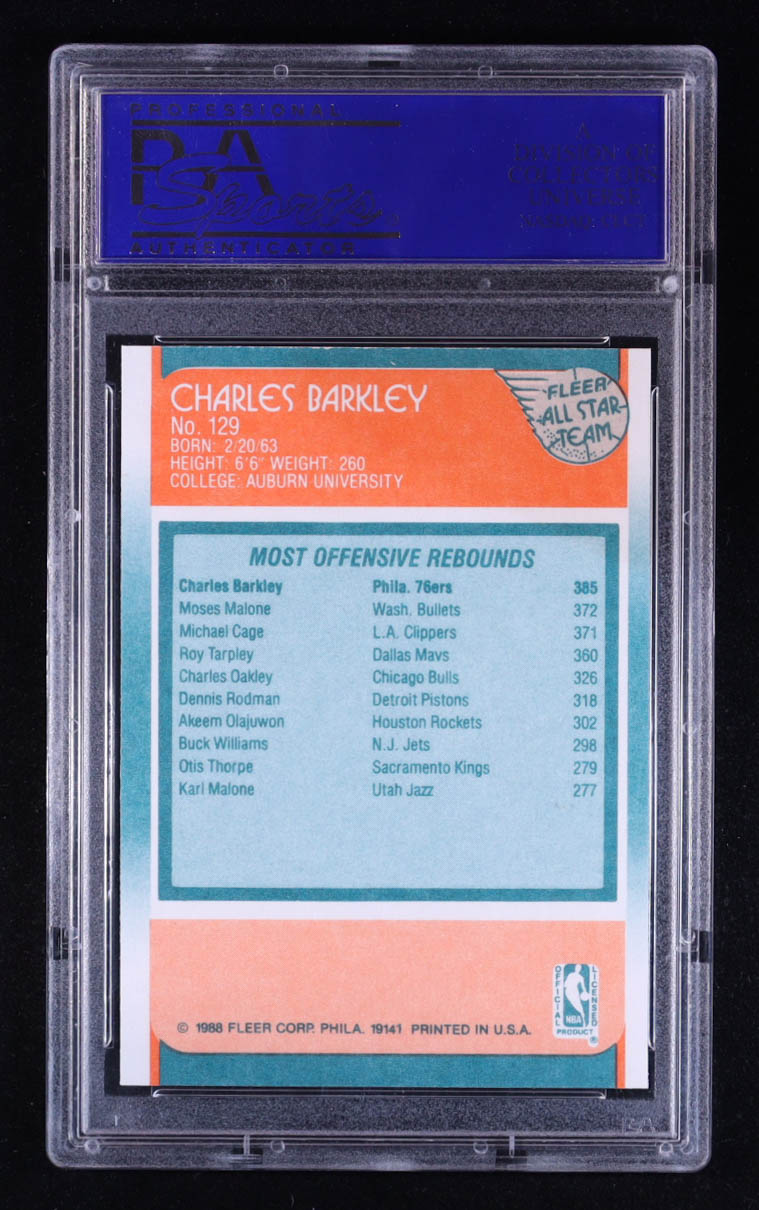 PROFESSIONAL
PSA
Sports
AUTHENTICATOR
A
DIVISION OF
COLLECTORS
UNIVERSE
NASDAQ: CLCT
CHARLES BARKLEY
No. 129
BORN: 2/20/63
HEIGHT: 6'6" WEIGHT: 260
COLLEGE: AUBURN UNIVERSITY
FLEER
ALL STAR
TEAM
MOST OFFENSIVE REBOUNDS
Charles Barkley Phila. 76ers 385
Moses Malone Wash. Bullets 372
Michael Cage L.A. Clippers 371
Roy Tarpley Dallas Mavs 360
Charles Oakley Chicago Bulls 326
Dennis Rodman Detroit Pistons 318
Akeem Olajuwon Houston Rockets 302
Buck Williams N.J. Jets 298
Otis Thorpe Sacramento Kings 279
Karl Malone Utah Jazz 277
OFFICIAL LICENSED
NBA
PRODUCT
®
© 1988 FLEER CORP. PHILA. 19141 PRINTED IN U.S.A.